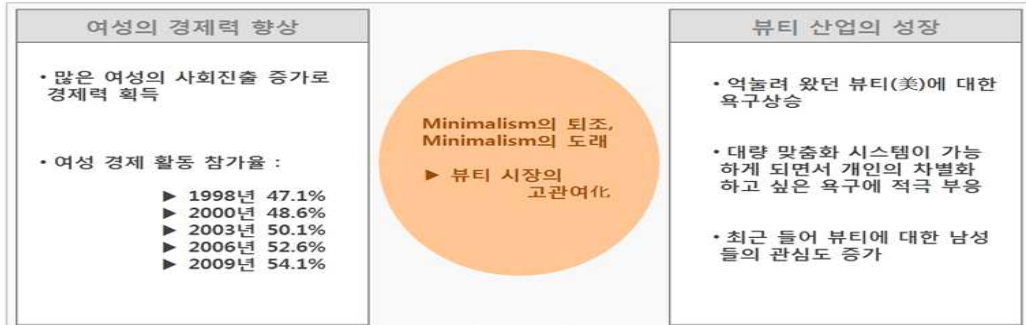 여성의 경제력 향상
• 많은 여성의 사회진출 증가로
경제력 획득
• 여성 경제 활동 참가율 :
▶ 1998년 47.1%
▶ 2000년 48.6%
▶ 2003년 50.1%
▶ 2006년 52.6%
▶ 2009년 54.1%
Minimalism의 퇴조,
Minimalism의 도래
▶ 뷰티 시장의
고관여化
뷰티 산업의 성장
• 억눌려 왔던 뷰티(美)에 대한
욕구상승
• 대량 맞춤화 시스템이 가능
하게 되면서 개인의 차별화
하고 싶은 욕구에 적극 부응
• 최근 들어 뷰티에 대한 남성
들의 관심도 증가